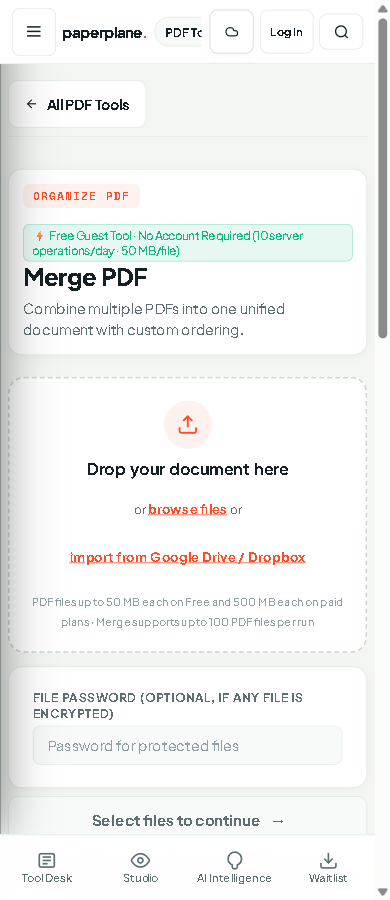 paperplane.
PDF To
Log In
All PDF Tools
ORGANIZE PDF
Free Guest Tool · No Account Required (10 server
operations/day · 50 MB/file)
Merge PDF
Combine multiple PDFs into one unified
document with custom ordering.
Drop your document here
or browse files or
import from Google Drive / Dropbox
PDF files up to 50 MB each on Free and 500 MB each on paid
plans · Merge supports up to 100 PDF files per run
FILE PASSWORD (OPTIONAL, IF ANY FILE IS
ENCRYPTED)
Password for protected files
Select files to continue →
Tool Desk
Studio
AI Intelligence
Waitlist